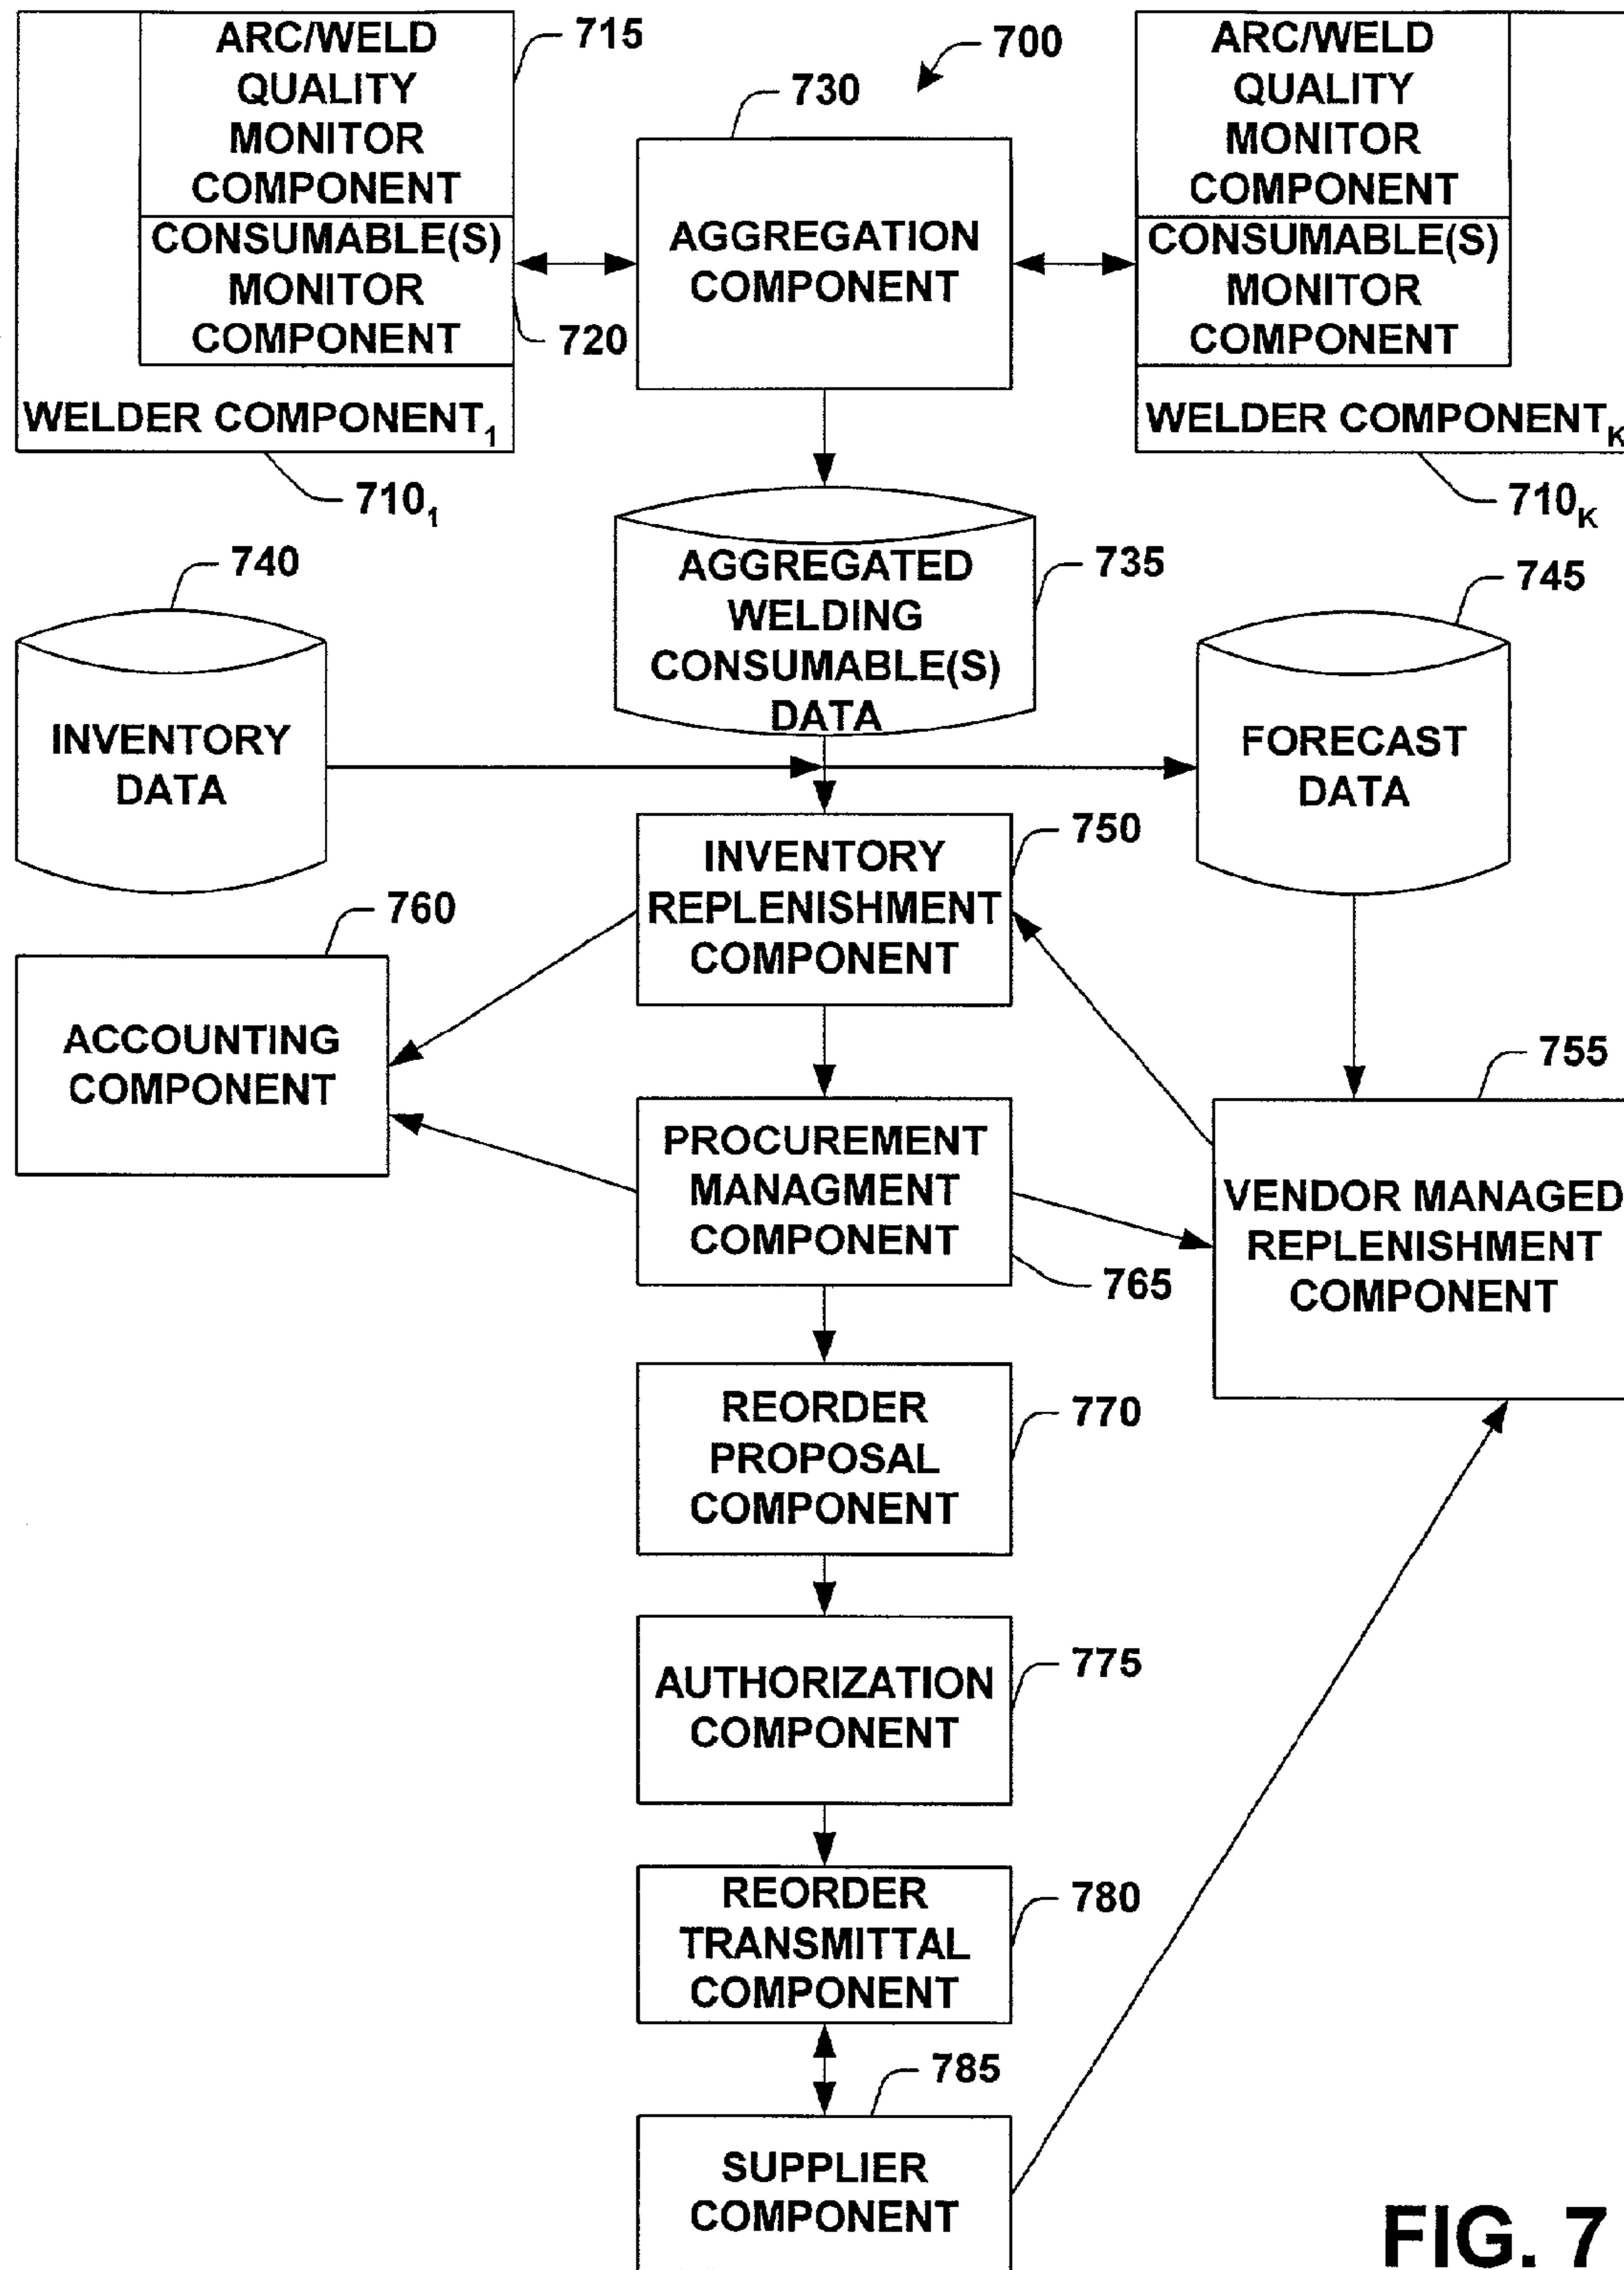 ARC/WELD
QUALITY
MONITOR
COMPONENT
715
CONSUMABLE(S)
MONITOR
COMPONENT
720
WELDER COMPONENT1
7101
700
730
AGGREGATION
COMPONENT
ARC/WELD
QUALITY
MONITOR
COMPONENT
CONSUMABLE(S)
MONITOR
COMPONENT
WELDER COMPONENTK
710K
740
INVENTORY
DATA
AGGREGATED
WELDING
CONSUMABLE(S)
DATA
735
745
FORECAST
DATA
750
INVENTORY
REPLENISHMENT
COMPONENT
760
ACCOUNTING
COMPONENT
PROCUREMENT
MANAGMENT
COMPONENT
765
755
VENDOR MANAGED
REPLENISHMENT
COMPONENT
REORDER
PROPOSAL
COMPONENT
770
AUTHORIZATION
COMPONENT
775
REORDER
TRANSMITTAL
COMPONENT
780
785
SUPPLIER
COMPONENT
FIG. 7